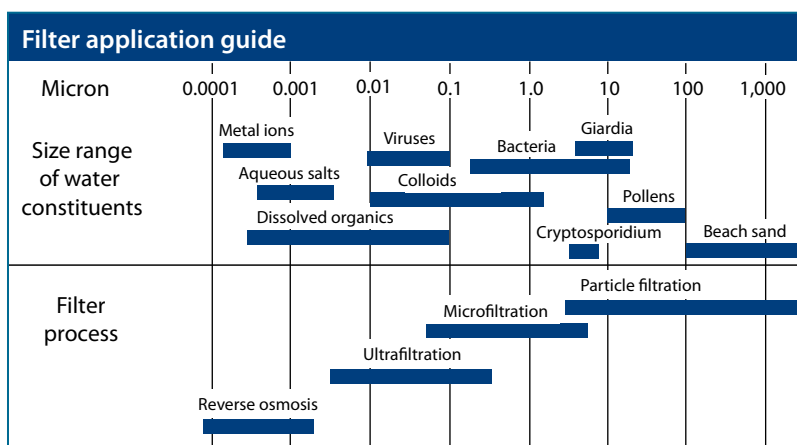 Filter application guide
Micron 0.0001 0.001 0.01 0.1 1.0 10 100 1,000
Size range
of water
constituents
Metal ions
Viruses
Giardia
Bacteria
Aqueous salts
Colloids
Pollens
Dissolved organics
Cryptosporidium
Beach sand
Filter
process
Particle filtration
Microfiltration
Ultrafiltration
Reverse osmosis